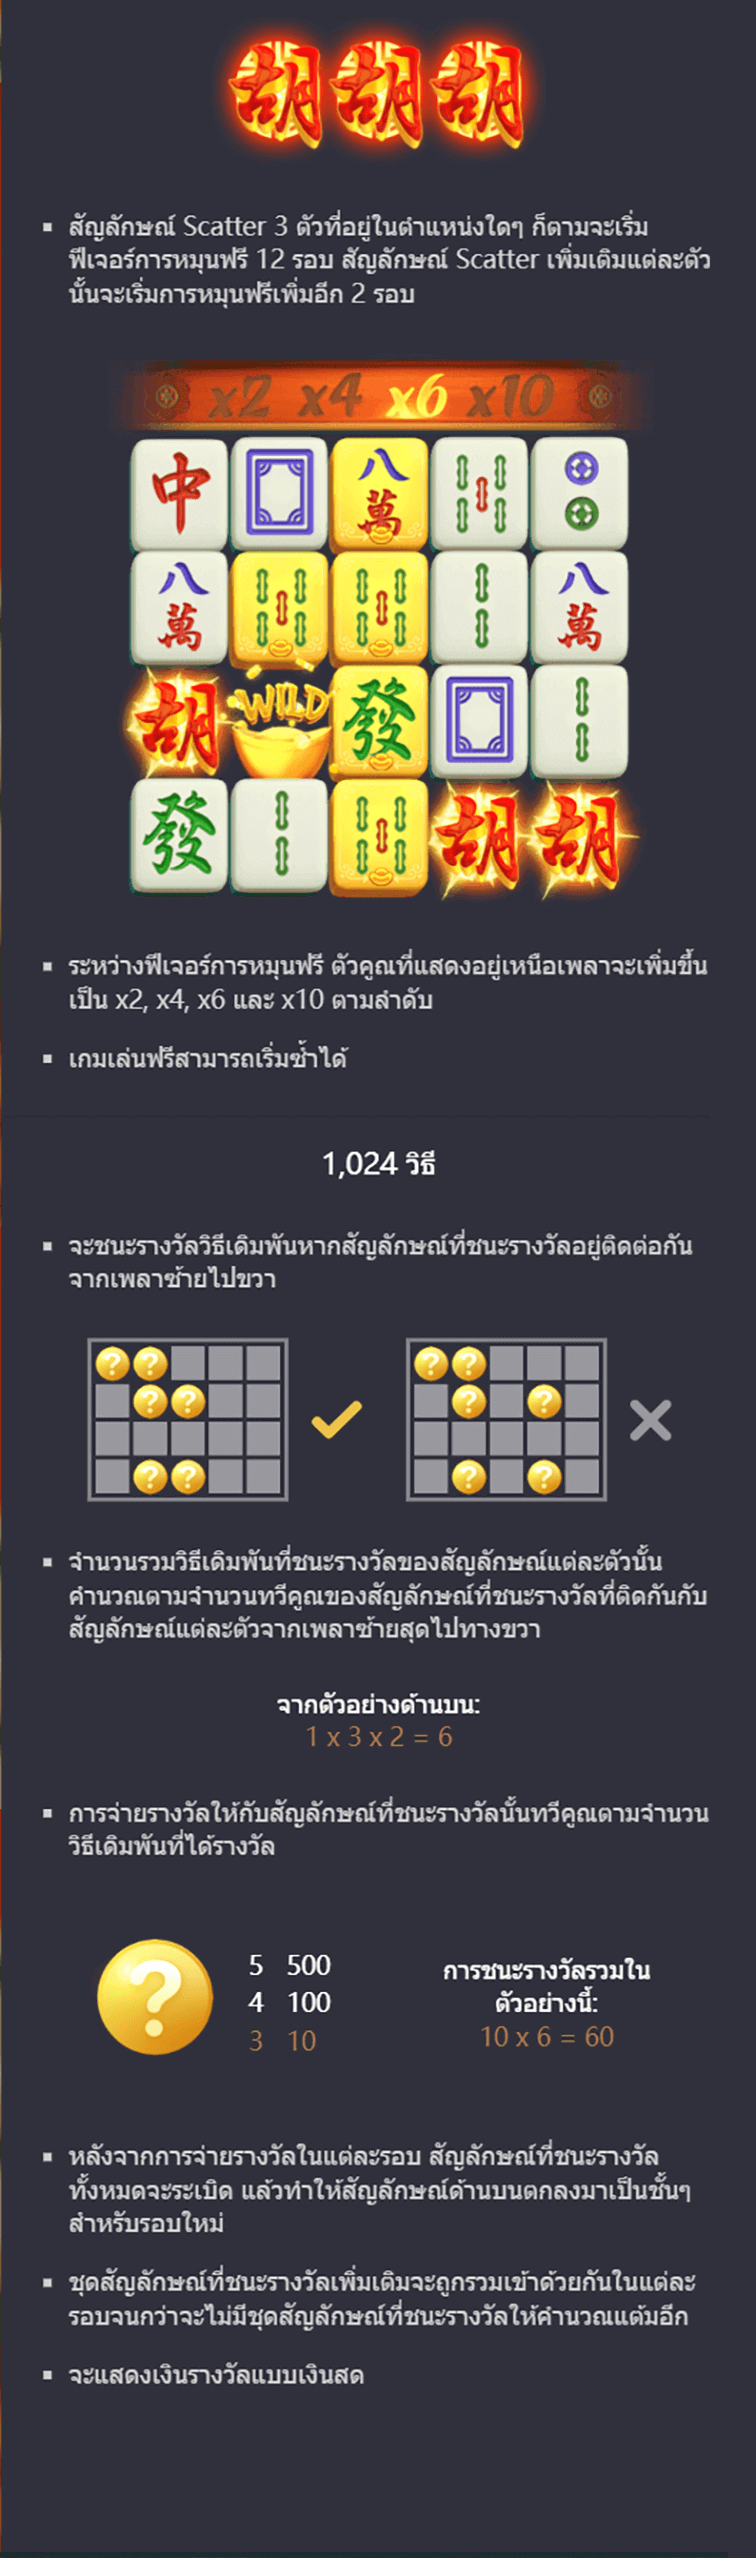 胡 胡 胡
▪ สัญลักษณ์ Scatter 3 ตัวที่อยู่ในตำแหน่งใดๆ ก็ตามจะเริ่ม
ฟีเจอร์การหมุนฟรี 12 รอบ สัญลักษณ์ Scatter เพิ่มเติมแต่ละตัว
นั้นจะเริ่มการหมุนฟรีเพิ่มอีก 2 รอบ
x2 x4 x6 x10
中 八萬
八萬 八萬
胡 WILD 發
發 胡 胡
▪ ระหว่างฟีเจอร์การหมุนฟรี ตัวคูณที่แสดงอยู่เหนือเพลาจะเพิ่มขึ้น
เป็น x2, x4, x6 และ x10 ตามลำดับ
▪ เกมเล่นฟรีสามารถเริ่มซ้ำได้
1,024 วิธี
▪ จะชนะรางวัลวิธีเดิมพันหากสัญลักษณ์ที่ชนะรางวัลอยู่ติดต่อกัน
จากเพลาซ้ายไปขวา
? ? ? ?
? ? ? ?
? ? ? ?
▪ จำนวนรวมวิธีเดิมพันที่ชนะรางวัลของสัญลักษณ์แต่ละตัวนั้น
คำนวณตามจำนวนทวีคูณของสัญลักษณ์ที่ชนะรางวัลที่ติดกันกับ
สัญลักษณ์แต่ละตัวจากเพลาซ้ายสุดไปทางขวา
จากตัวอย่างด้านบน:
1 x 3 x 2 = 6
▪ การจ่ายรางวัลให้กับสัญลักษณ์ที่ชนะรางวัลนั้นทวีคูณตามจำนวน
วิธีเดิมพันที่ได้รางวัล
?
5 500
4 100
3 10
การชนะรางวัลรวมใน
ตัวอย่างนี้:
10 x 6 = 60
▪ หลังจากการจ่ายรางวัลในแต่ละรอบ สัญลักษณ์ที่ชนะรางวัล
ทั้งหมดจะระเบิด แล้วทำให้สัญลักษณ์ด้านบนตกลงมาเป็นชั้นๆ
สำหรับรอบใหม่
▪ ชุดสัญลักษณ์ที่ชนะรางวัลเพิ่มเติมจะถูกรวมเข้าด้วยกันในแต่ละ
รอบจนกว่าจะไม่มีชุดสัญลักษณ์ที่ชนะรางวัลให้คำนวณแต้มอีก
▪ จะแสดงเงินรางวัลแบบเงินสด